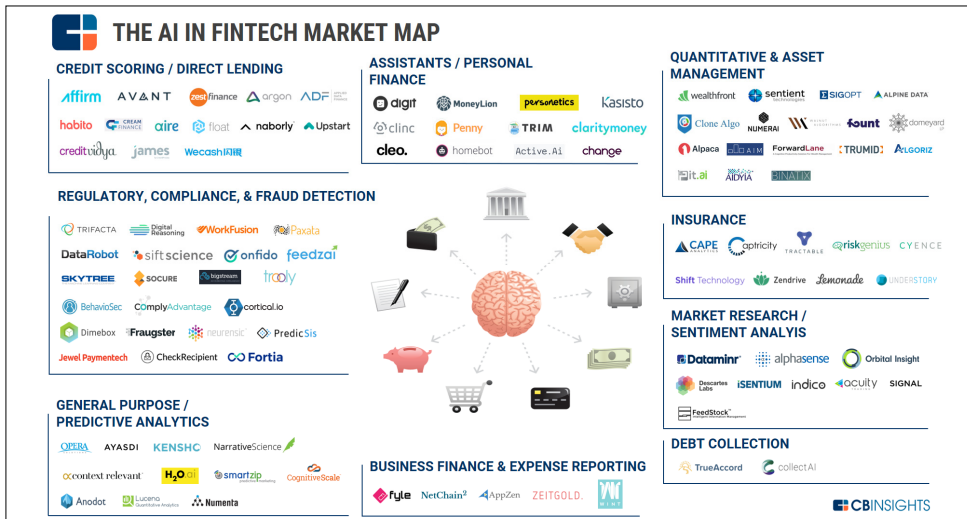 THE AI IN FINTECH MARKET MAP
CREDIT SCORING / DIRECT LENDING
affirm AVANT zestfinance argon ADF
habito CREAM FINANCE aire float naborly Upstart
creditvidya james Wecash闪银
ASSISTANTS / PERSONAL
FINANCE
digit MoneyLion personetics Kasisto
clinc Penny TRIM claritymoney
cleo. homebot Active.Ai change
QUANTITATIVE & ASSET
MANAGEMENT
wealthfront sentient technologies SIGOPT ALPINE DATA
Clone Algo NUMERAI fount domeyard
Alpaca AIM ForwardLane TRUMID ALGORIZ
it.ai AIDYIA BINATIX
REGULATORY, COMPLIANCE, & FRAUD DETECTION
TRIFACTA Digital Reasoning WorkFusion Paxata
DataRobot siftscience onfido feedzai
SKYTREE SOCURE bigstream trooly
BehavioSec ComplyAdvantage cortical.io
Dimebox Fraugster neurensic PredicSis
Jewel Paymentech CheckRecipient Fortia
INSURANCE
CAPE ANALYTICS Captricity TRACTABLE riskgenius CYENCE
Shift Technology Zendrive Lemonade UNDERSTORY
MARKET RESEARCH /
SENTIMENT ANALYIS
Dataminr alphasense Orbital Insight
Descartes Labs iSENTIUM indico acuity SIGNAL
FeedStock™
GENERAL PURPOSE /
PREDICTIVE ANALYTICS
OPERA AYASDI KENSHO NarrativeScience
context relevant H2O.ai smartzip CognitiveScale
Anodot Lucena Quantitative Analytics Numenta
BUSINESS FINANCE & EXPENSE REPORTING
fyle NetChain² AppZen ZEITGOLD. MINT
DEBT COLLECTION
TrueAccord collectAI
CBINSIGHTS